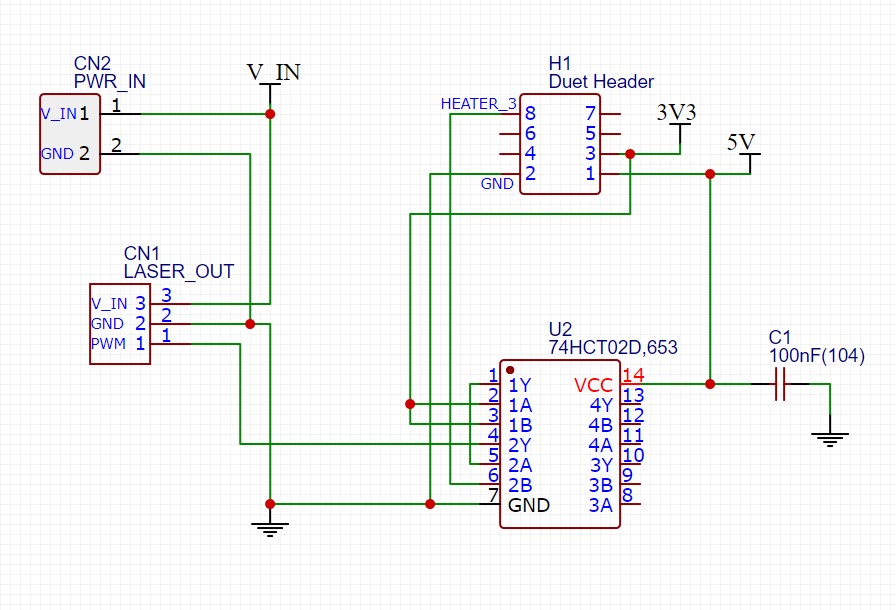 CN2
PWR_IN
V_IN 1 1
GND 2 2
V_IN
H1
Duet Header
HEATER_3
8 7
6 5
4 3
2 1
GND
3V3
5V
CN1
LASER_OUT
V_IN 3 3
GND 2 2
PWM 1 1
U2
74HCT02D,653
1 1Y VCC 14
2 1A 4Y 13
3 1B 4B 12
4 2Y 4A 11
5 2A 3Y 10
6 2B 3B 9
7 GND 3A 8
C1
100nF(104)